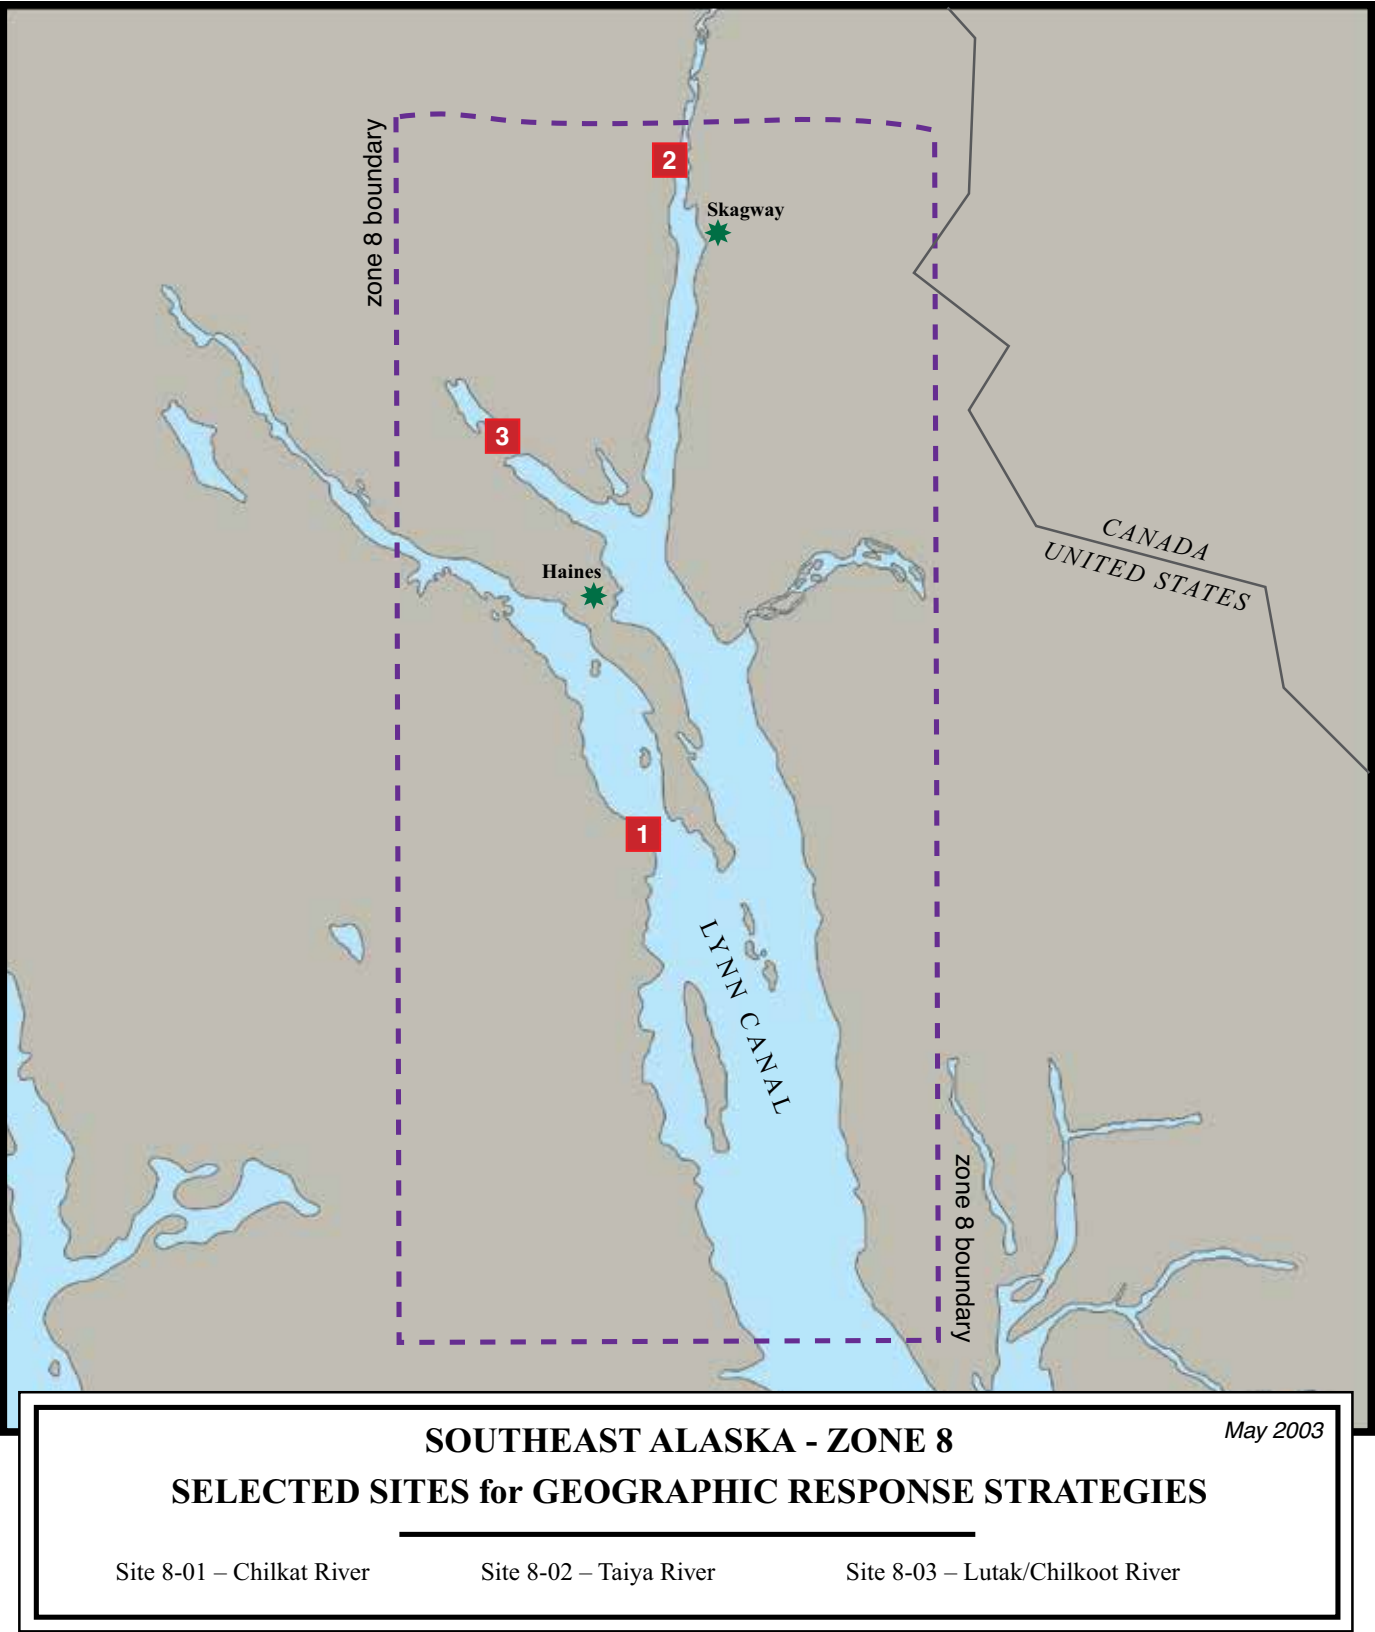 zone 8 boundary
2
Skagway
3
CANADA
UNITED STATES
Haines
1
LYNN CANAL
zone 8 boundary
May 2003
SOUTHEAST ALASKA - ZONE 8
SELECTED SITES for GEOGRAPHIC RESPONSE STRATEGIES
Site 8-01 – Chilkat River
Site 8-02 – Taiya River
Site 8-03 – Lutak/Chilkoot River